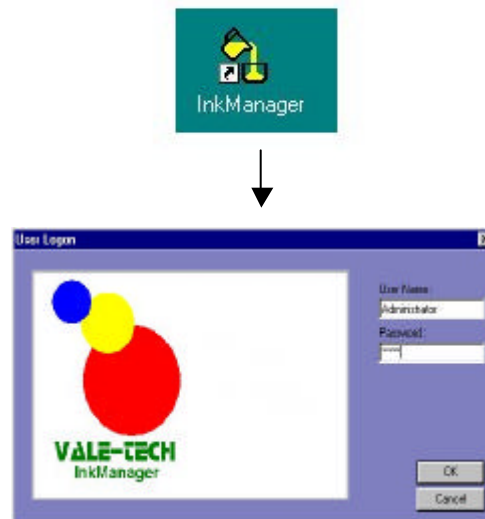 InkManager
User Logon
User Name:
Administrator
Password:
VALE-TECH
InkManager
OK
Cancel